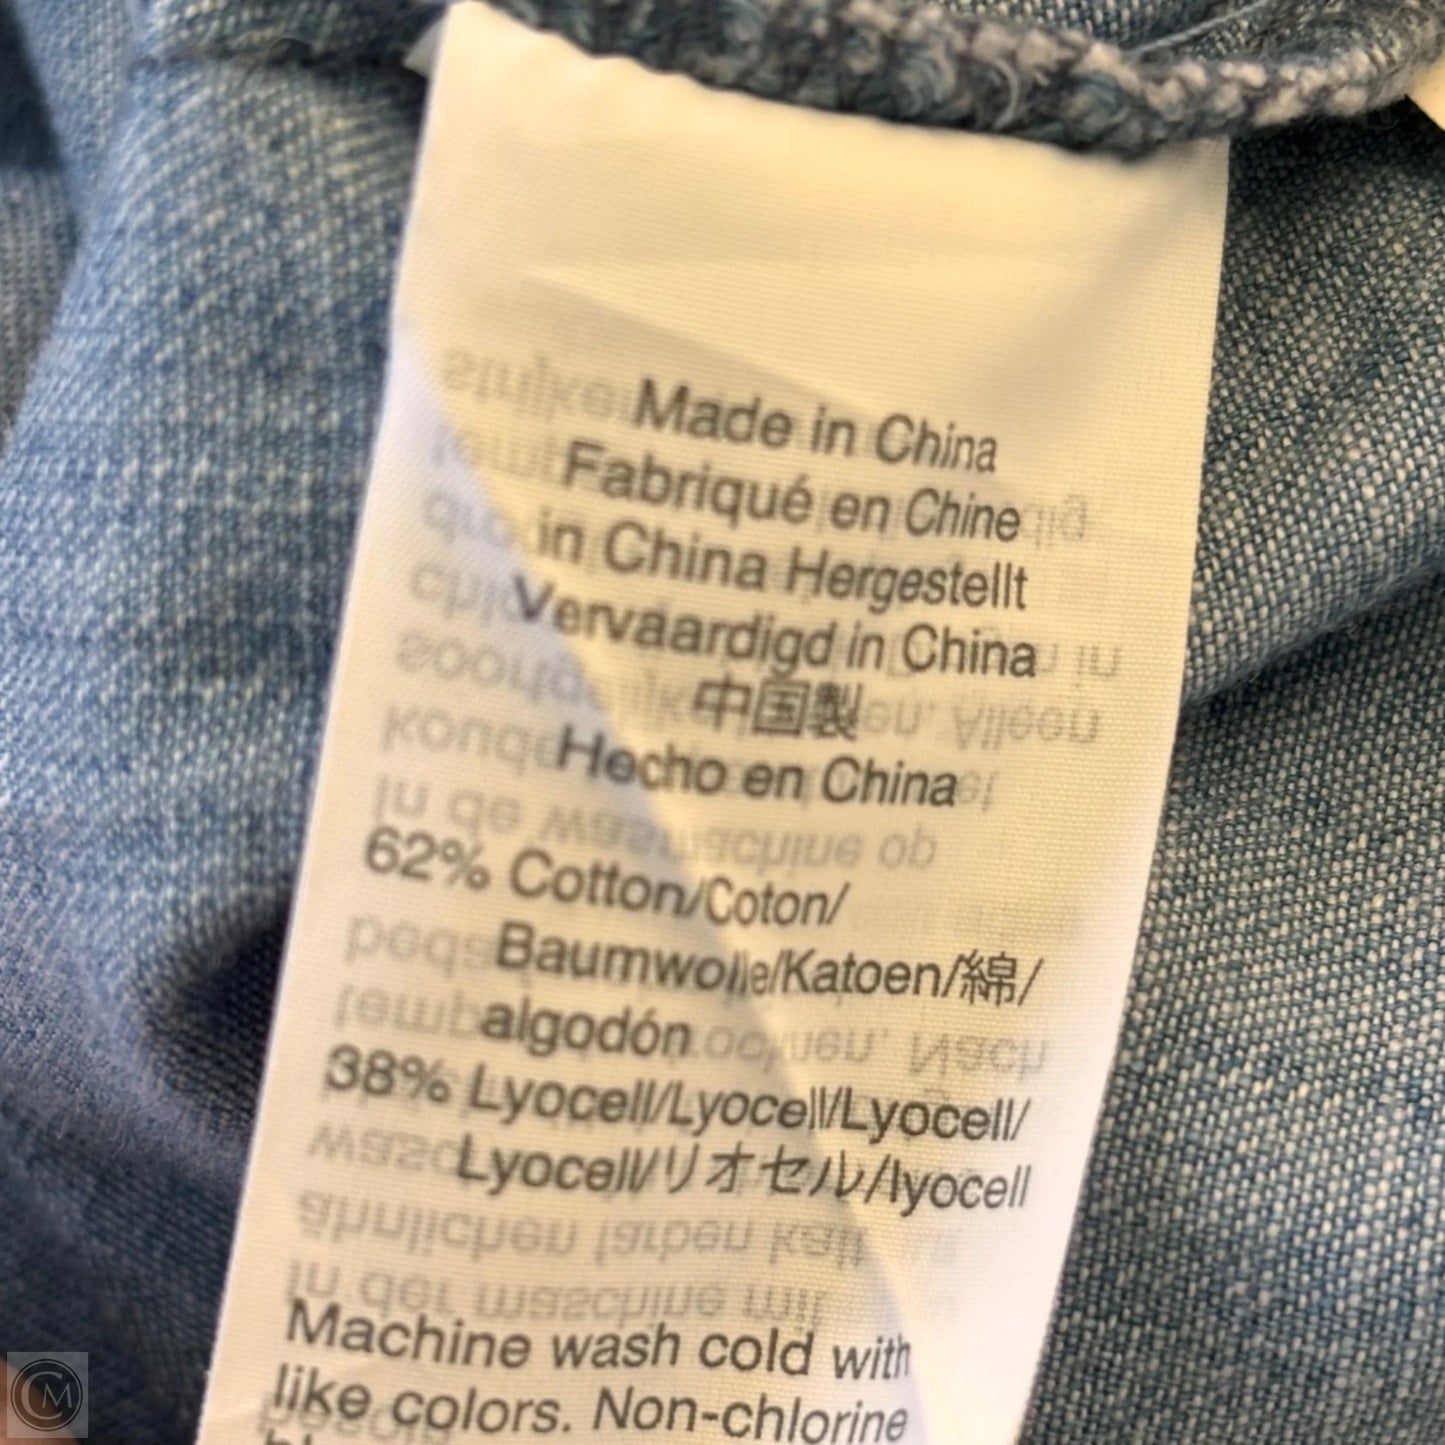 Made in China
Fabriqué en Chine
in China Hergestellt
Vervaardigd in China
中国製
Hecho en China
62% Cotton/Coton/
Baumwolle/Katoen/綿/
algodón
38% Lyocell/Lyocell/Lyocell/
Lyocell/リオセル/lyocell
Machine wash cold with
like colors. Non-chlorine
CM